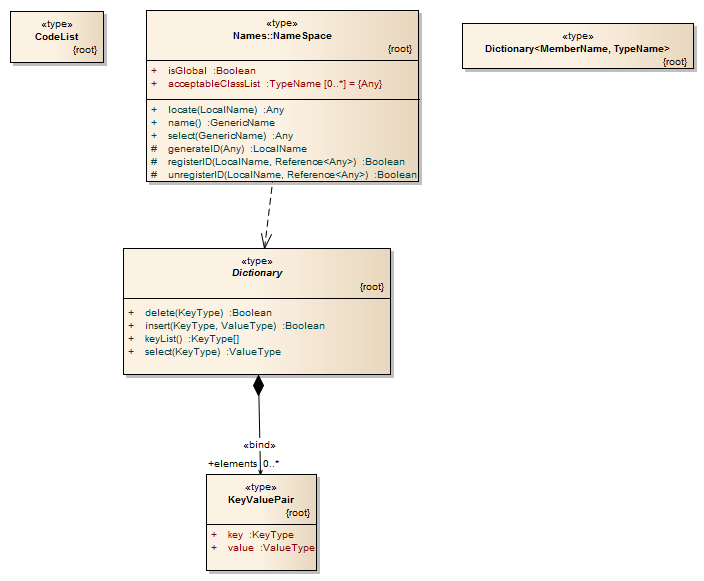 «type»
CodeList
{root}
«type»
Names::NameSpace
{root}
+ isGlobal :Boolean
+ acceptableClassList :TypeName [0..*] = {Any}
+ locate(LocalName) :Any
+ name() :GenericName
+ select(GenericName) :Any
# generateID(Any) :LocalName
# registerID(LocalName, Reference<Any>) :Boolean
# unregisterID(LocalName, Reference<Any>) :Boolean
«type»
Dictionary<MemberName, TypeName>
{root}
«type»
Dictionary
{root}
+ delete(KeyType) :Boolean
+ insert(KeyType, ValueType) :Boolean
+ keyList() :KeyType[]
+ select(KeyType) :ValueType
«bind»
+elements 0..*
«type»
KeyValuePair
{root}
+ key :KeyType
+ value :ValueType